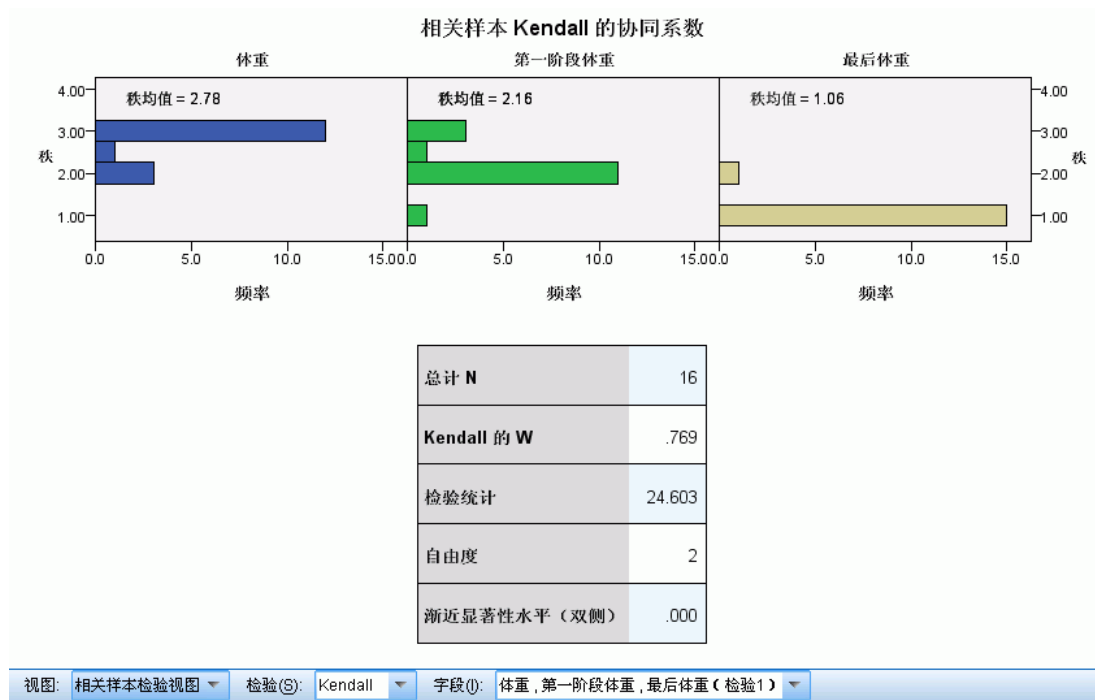 相关样本 Kendall 的协同系数
体重 第一阶段体重 最后体重
秩均值 = 2.78 秩均值 = 2.16 秩均值 = 1.06
4.00 4.00
3.00 3.00
秩 秩
2.00 2.00
1.00 1.00
0.0 5.0 10.0 15.00.0 5.0 10.0 15.00.0 5.0 10.0 15.0
频率 频率 频率
总计 N 16
Kendall 的 W .769
检验统计 24.603
自由度 2
渐近显著性水平（双侧） .000
视图: 相关样本检验视图 检验(S): Kendall 字段(I): 体重 , 第一阶段体重 , 最后体重 ( 检验1 )